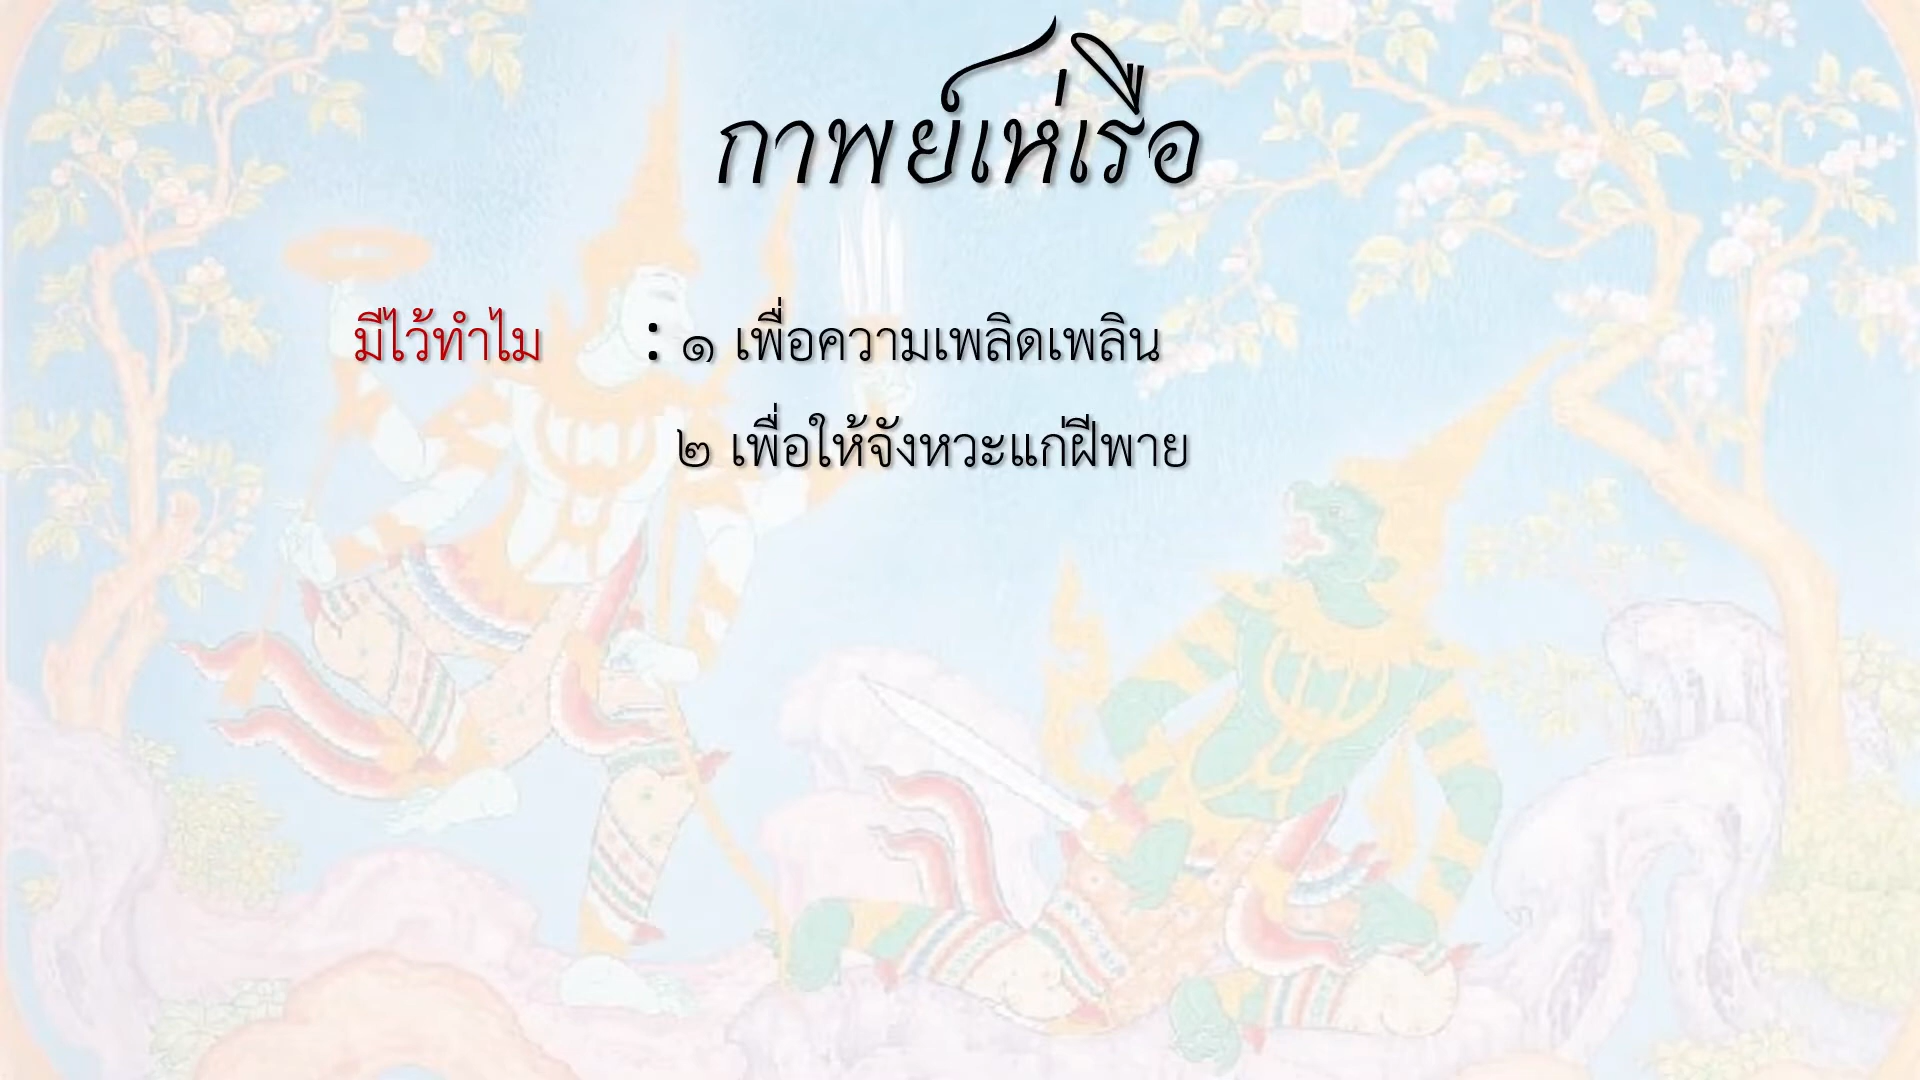 กาพย์เห่เรือ
มีไว้ทำไม : ๑ เพื่อความเพลิดเพลิน
๒ เพื่อให้จังหวะแก่ฝีพาย